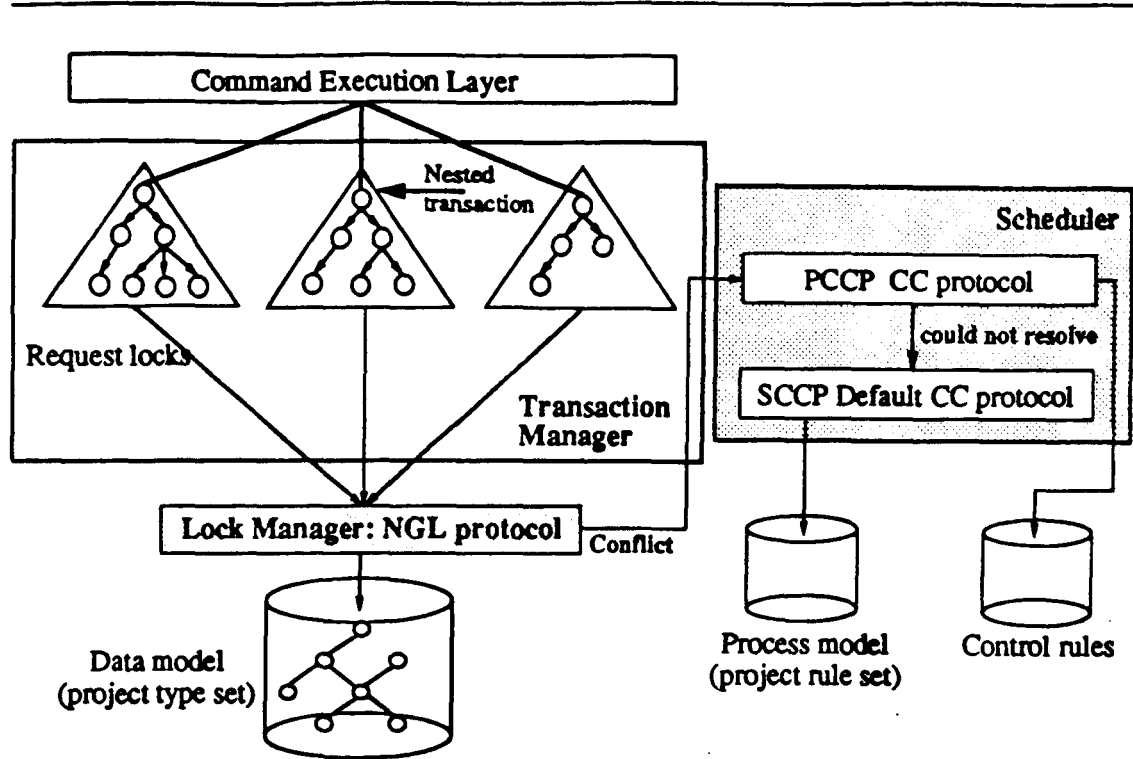 Command Execution Layer
Nested
transaction
Scheduler
PCCP CC protocol
could not resolve
SCCP Default CC protocol
Request locks
Transaction
Manager
Lock Manager: NGL protocol
Conflict
Data model
(project type set)
Process model
(project rule set)
Control rules